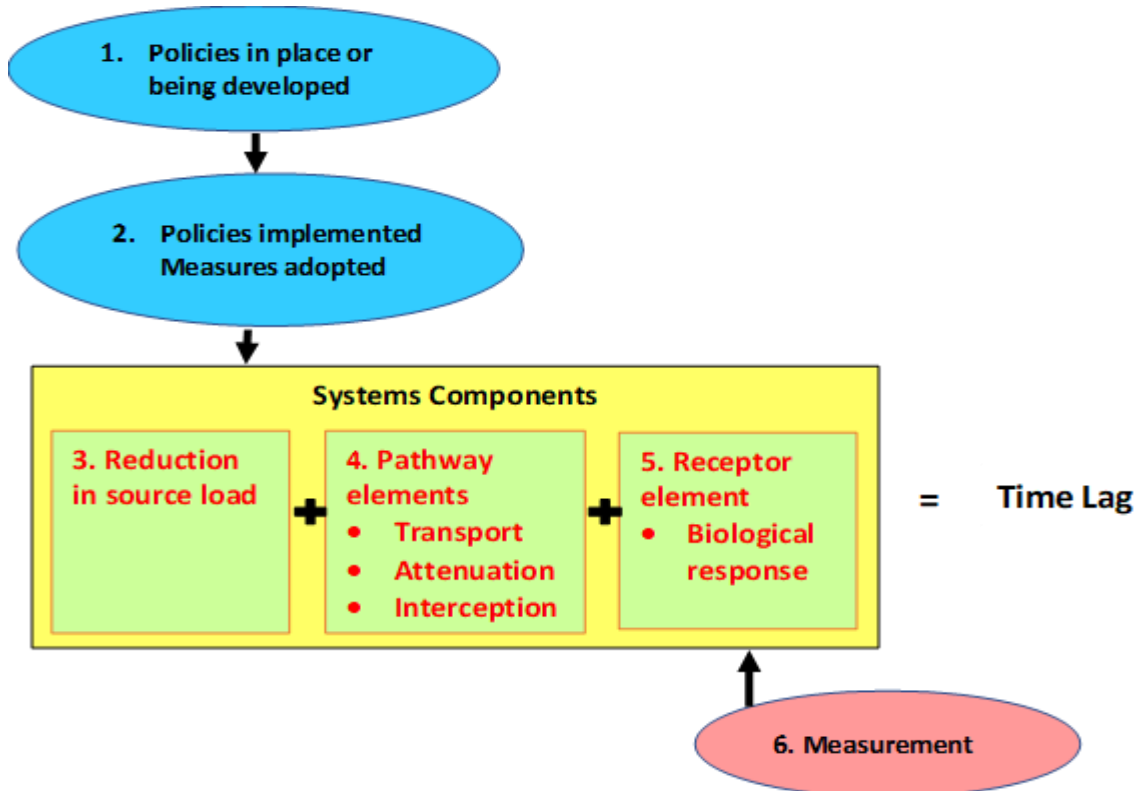 1. Policies in place or
being developed
2. Policies implemented
Measures adopted
Systems Components
3. Reduction
in source load
+
4. Pathway
elements
• Transport
• Attenuation
• Interception
+
5. Receptor
element
• Biological
response
= Time Lag
6. Measurement